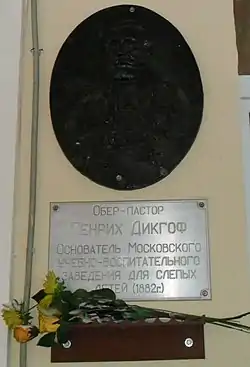 Обер-пастор
Генрих Дикгоф
Основатель Московского
учебно-воспитательного
заведения для слепых
детей (1882г.)